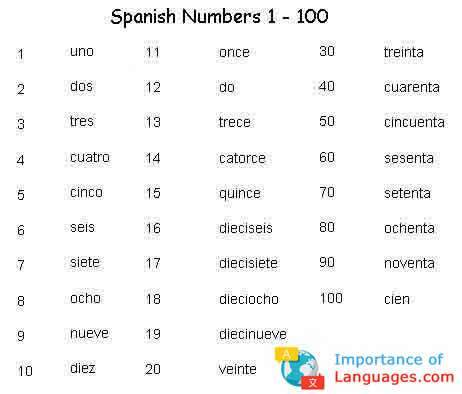 Spanish Numbers 1 - 100
1 uno 11 once 30 treinta
2 dos 12 do 40 cuarenta
3 tres 13 trece 50 cincuenta
4 cuatro 14 catorce 60 sesenta
5 cinco 15 quince 70 setenta
6 seis 16 dieciseis 80 ochenta
7 siete 17 diecisiete 90 noventa
8 ocho 18 dieciocho 100 cien
9 nueve 19 diecinueve
10 diez 20 veinte
A
文
Importance of
Languages.com